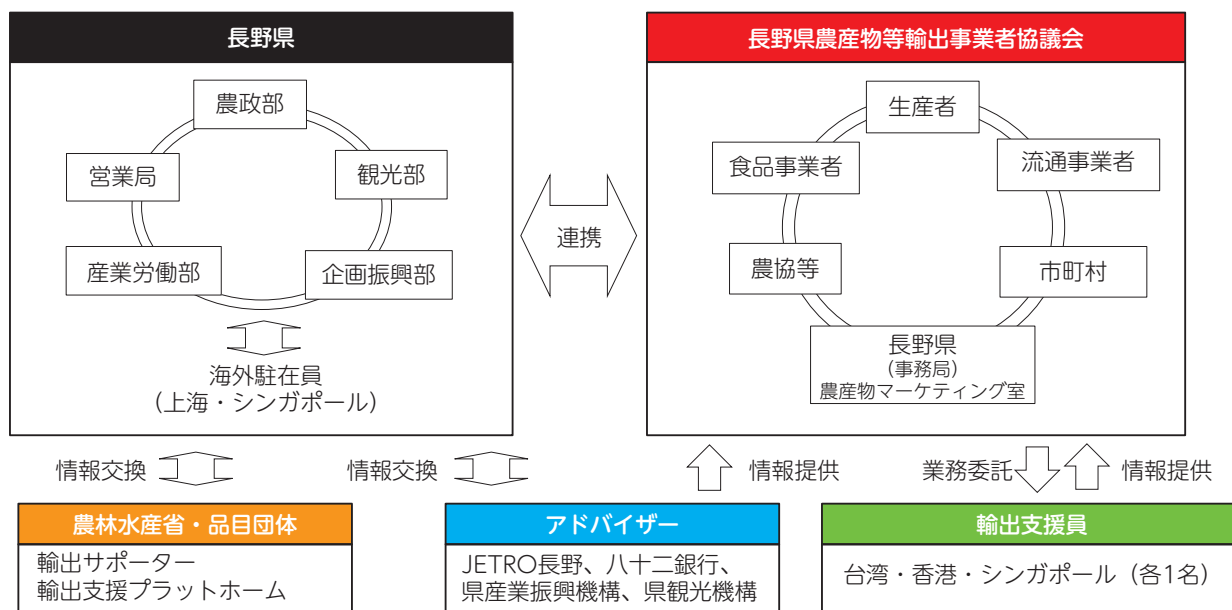 長野県
農政部
営業局
観光部
産業労働部
企画振興部
海外駐在員
(上海・シンガポール)
連携
長野県農産物等輸出事業者協議会
生産者
食品事業者
流通事業者
農協等
市町村
長野県
(事務局)
農産物マーケティング室
情報交換
情報交換
情報提供
業務委託
情報提供
農林水産省・品目団体
輸出サポーター
輸出支援プラットホーム
アドバイザー
JETRO長野、八十二銀行、
県産業振興機構、県観光機構
輸出支援員
台湾・香港・シンガポール(各1名)